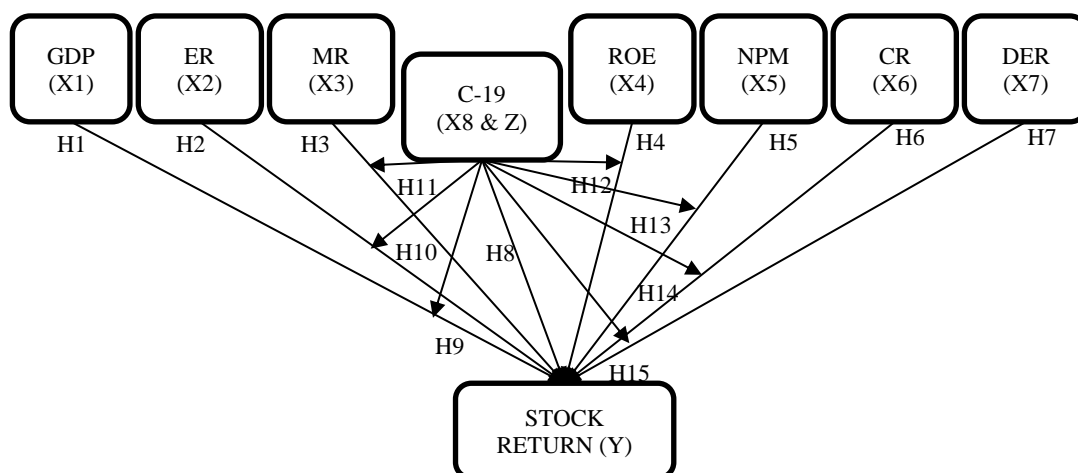 GDP
(X1)
ER
(X2)
MR
(X3)
C-19
(X8 & Z)
ROE
(X4)
NPM
(X5)
CR
(X6)
DER
(X7)
H1
H2
H3
H4
H5
H6
H7
H11
H12
H13
H10
H8
H14
H9
H15
STOCK
RETURN (Y)